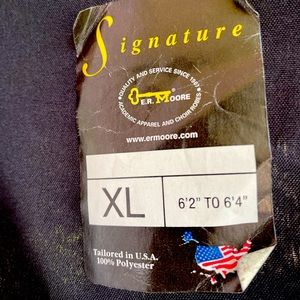 Signature
QUALITY AND SERVICE SINCE 1907
E.R. MOORE
ACADEMIC APPAREL AND CHOIR ROBES
www.ermoore.com
XL
6'2" TO 6'4"
Tailored in U.S.A.
100% Polyester